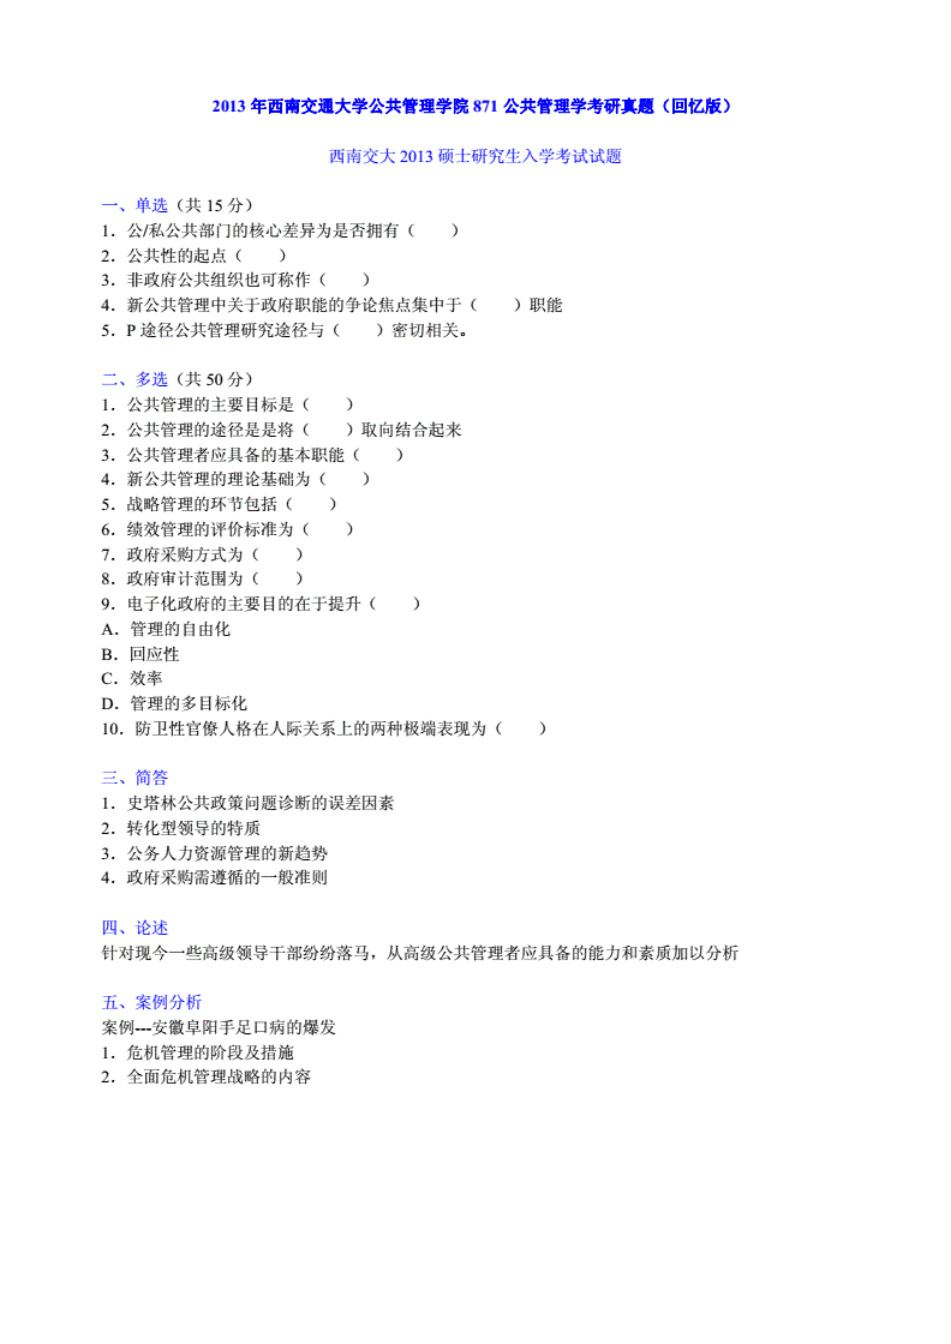 2013 年西南交通大学公共管理学院 871 公共管理学考研真题（回忆版）
西南交大 2013 硕士研究生入学考试试题
一、单选（共 15 分）
1．公/私公共部门的核心差异为是否拥有（　　）
2．公共性的起点（　　）
3．非政府公共组织也可称作（　　）
4．新公共管理中关于政府职能的争论焦点集中于（　　）职能
5．P 途径公共管理研究途径与（　　）密切相关。
二、多选（共 50 分）
1．公共管理的主要目标是（　　）
2．公共管理的途径是是将（　　）取向结合起来
3．公共管理者应具备的基本职能（　　）
4．新公共管理的理论基础为（　　）
5．战略管理的环节包括（　　）
6．绩效管理的评价标准为（　　）
7．政府采购方式为（　　）
8．政府审计范围为（　　）
9．电子化政府的主要目的在于提升（　　）
A．管理的自由化
B．回应性
C．效率
D．管理的多目标化
10．防卫性官僚人格在人际关系上的两种极端表现为（　　）
三、简答
1．史塔林公共政策问题诊断的误差因素
2．转化型领导的特质
3．公务人力资源管理的新趋势
4．政府采购需遵循的一般准则
四、论述
针对现今一些高级领导干部纷纷落马，从高级公共管理者应具备的能力和素质加以分析
五、案例分析
案例---安徽阜阳手足口病的爆发
1．危机管理的阶段及措施
2．全面危机管理战略的内容